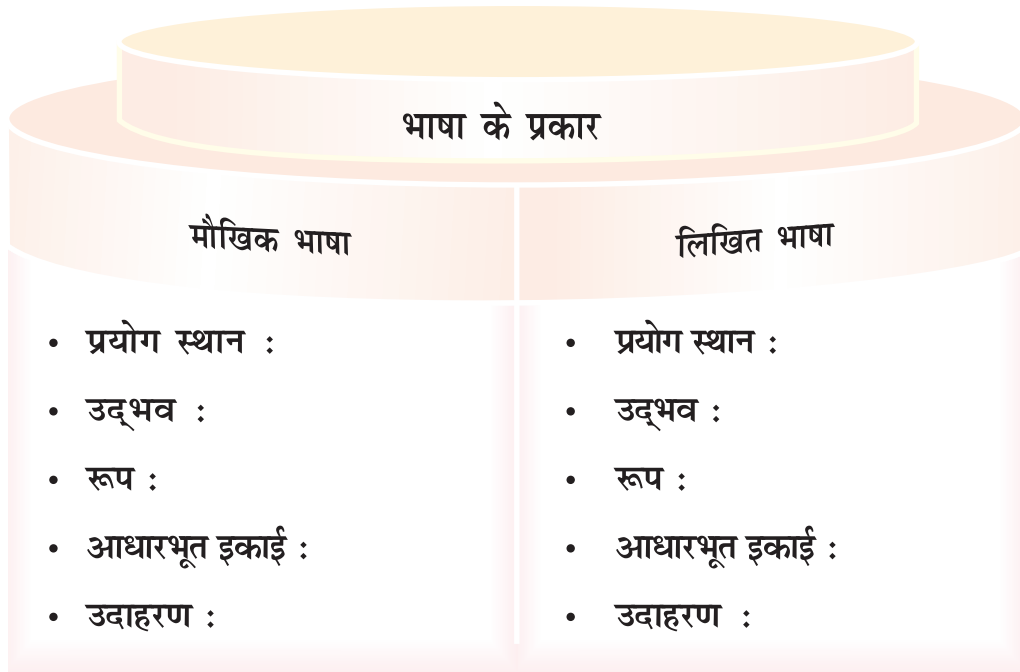 भाषा के प्रकार
मौखिक भाषा
• प्रयोग स्थान :
• उद्‌भव :
• रूप :
• आधारभूत इकाई :
• उदाहरण :
लिखित भाषा
• प्रयोग स्थान :
• उद्‌भव :
• रूप :
• आधारभूत इकाई :
• उदाहरण :